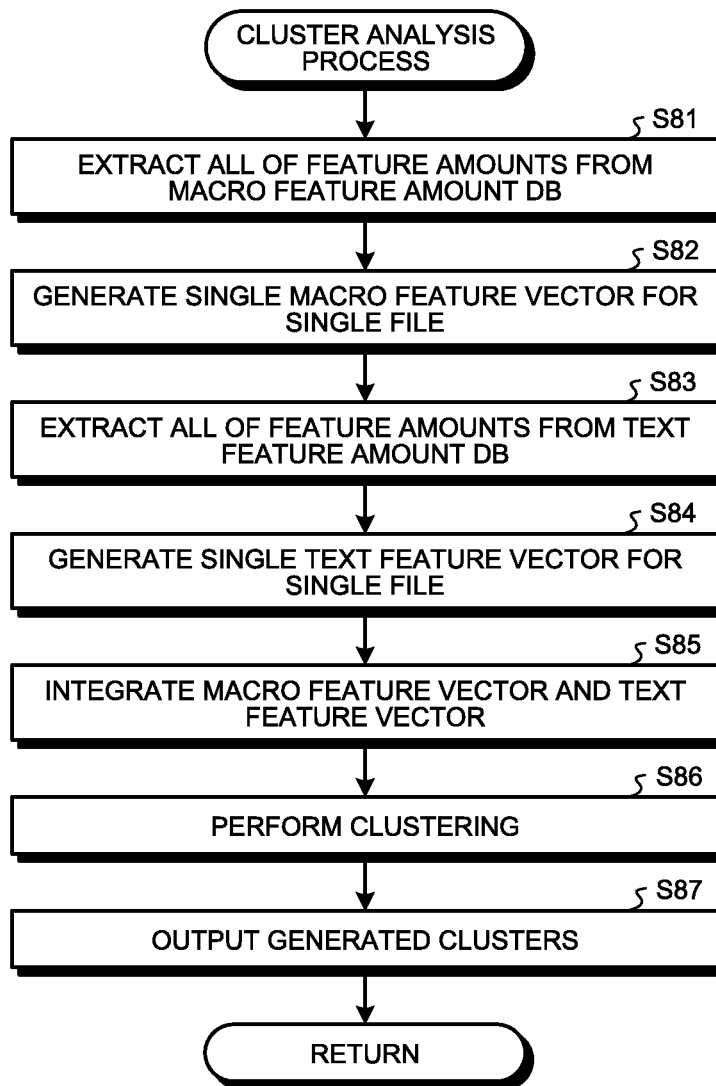 CLUSTER ANALYSIS
PROCESS
S81
EXTRACT ALL OF FEATURE AMOUNTS FROM
MACRO FEATURE AMOUNT DB
S82
GENERATE SINGLE MACRO FEATURE VECTOR FOR
SINGLE FILE
S83
EXTRACT ALL OF FEATURE AMOUNTS FROM TEXT
FEATURE AMOUNT DB
S84
GENERATE SINGLE TEXT FEATURE VECTOR FOR
SINGLE FILE
S85
INTEGRATE MACRO FEATURE VECTOR AND TEXT
FEATURE VECTOR
S86
PERFORM CLUSTERING
S87
OUTPUT GENERATED CLUSTERS
RETURN